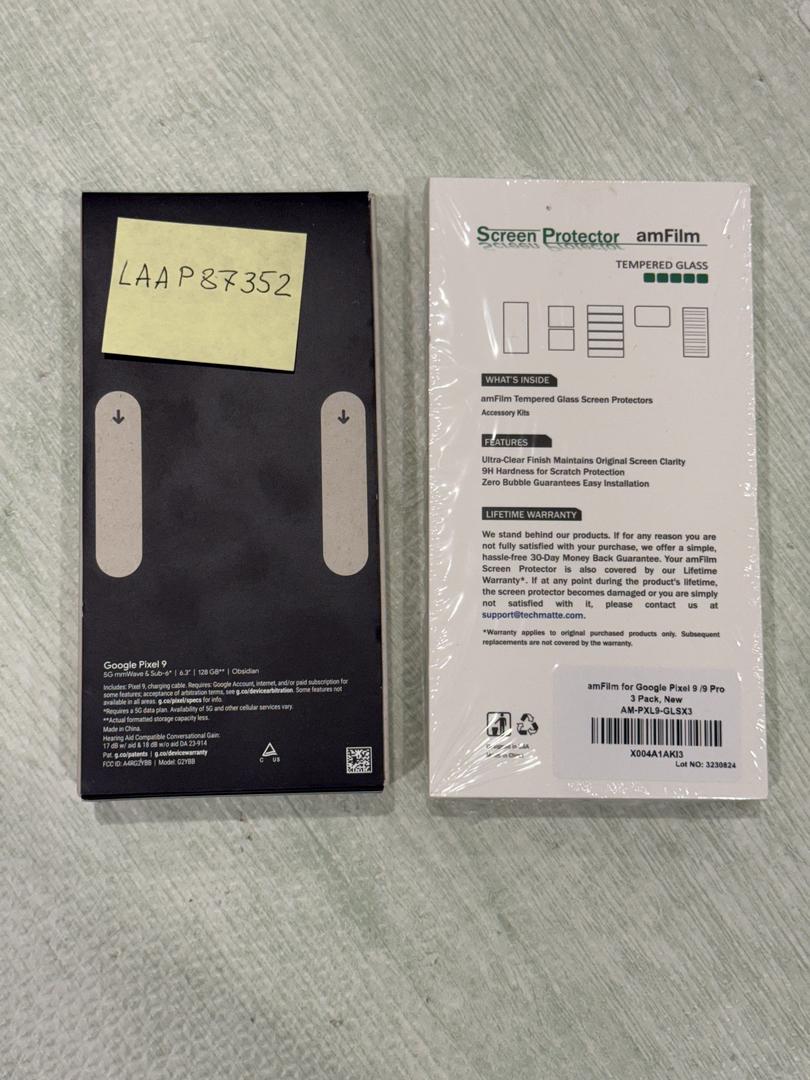 LAAP87352
Google Pixel 9
5G mmWave & Sub-6* | 6.3" | 128 GB** | Obsidian
Includes: Pixel 9, charging cable. Requires: Google Account, internet, and/or paid subscription for
some features; acceptance of arbitration terms, see g.co/devicearbitration. Some features not
available in all areas. g.co/pixel/specs for info.
*Requires a 5G data plan. Availability of 5G and other cellular services vary.
**Actual formatted storage capacity less.
Made in China.
Hearing Aid Compatible Conversational Gain:
17 dB w/ aid & 18 dB w/o aid DA 23-914
Pat. g.co/patents | g.co/devicewarranty
FCC ID: A4RG2YBB | Model: G2YBB
C US
Screen Protector amFilm
TEMPERED GLASS
WHAT'S INSIDE
amFilm Tempered Glass Screen Protectors
Accessory Kits
FEATURES
Ultra-Clear Finish Maintains Original Screen Clarity
9H Hardness for Scratch Protection
Zero Bubble Guarantees Easy Installation
LIFETIME WARRANTY
We stand behind our products. If for any reason you are
not fully satisfied with your purchase, we offer a simple,
hassle-free 30-Day Money Back Guarantee. Your amFilm
Screen Protector is also covered by our Lifetime
Warranty*. If at any point during the product's lifetime,
the screen protector becomes damaged or you are simply
not satisfied with it, please contact us at
support@techmatte.com.
*Warranty applies to original purchased products only. Subsequent
replacements are not covered by the warranty.
amFilm for Google Pixel 9 /9 Pro
3 Pack, New
AM-PXL9-GLSX3
X004A1AKI3
Lot NO: 3230824
Designed in USA
Made in China